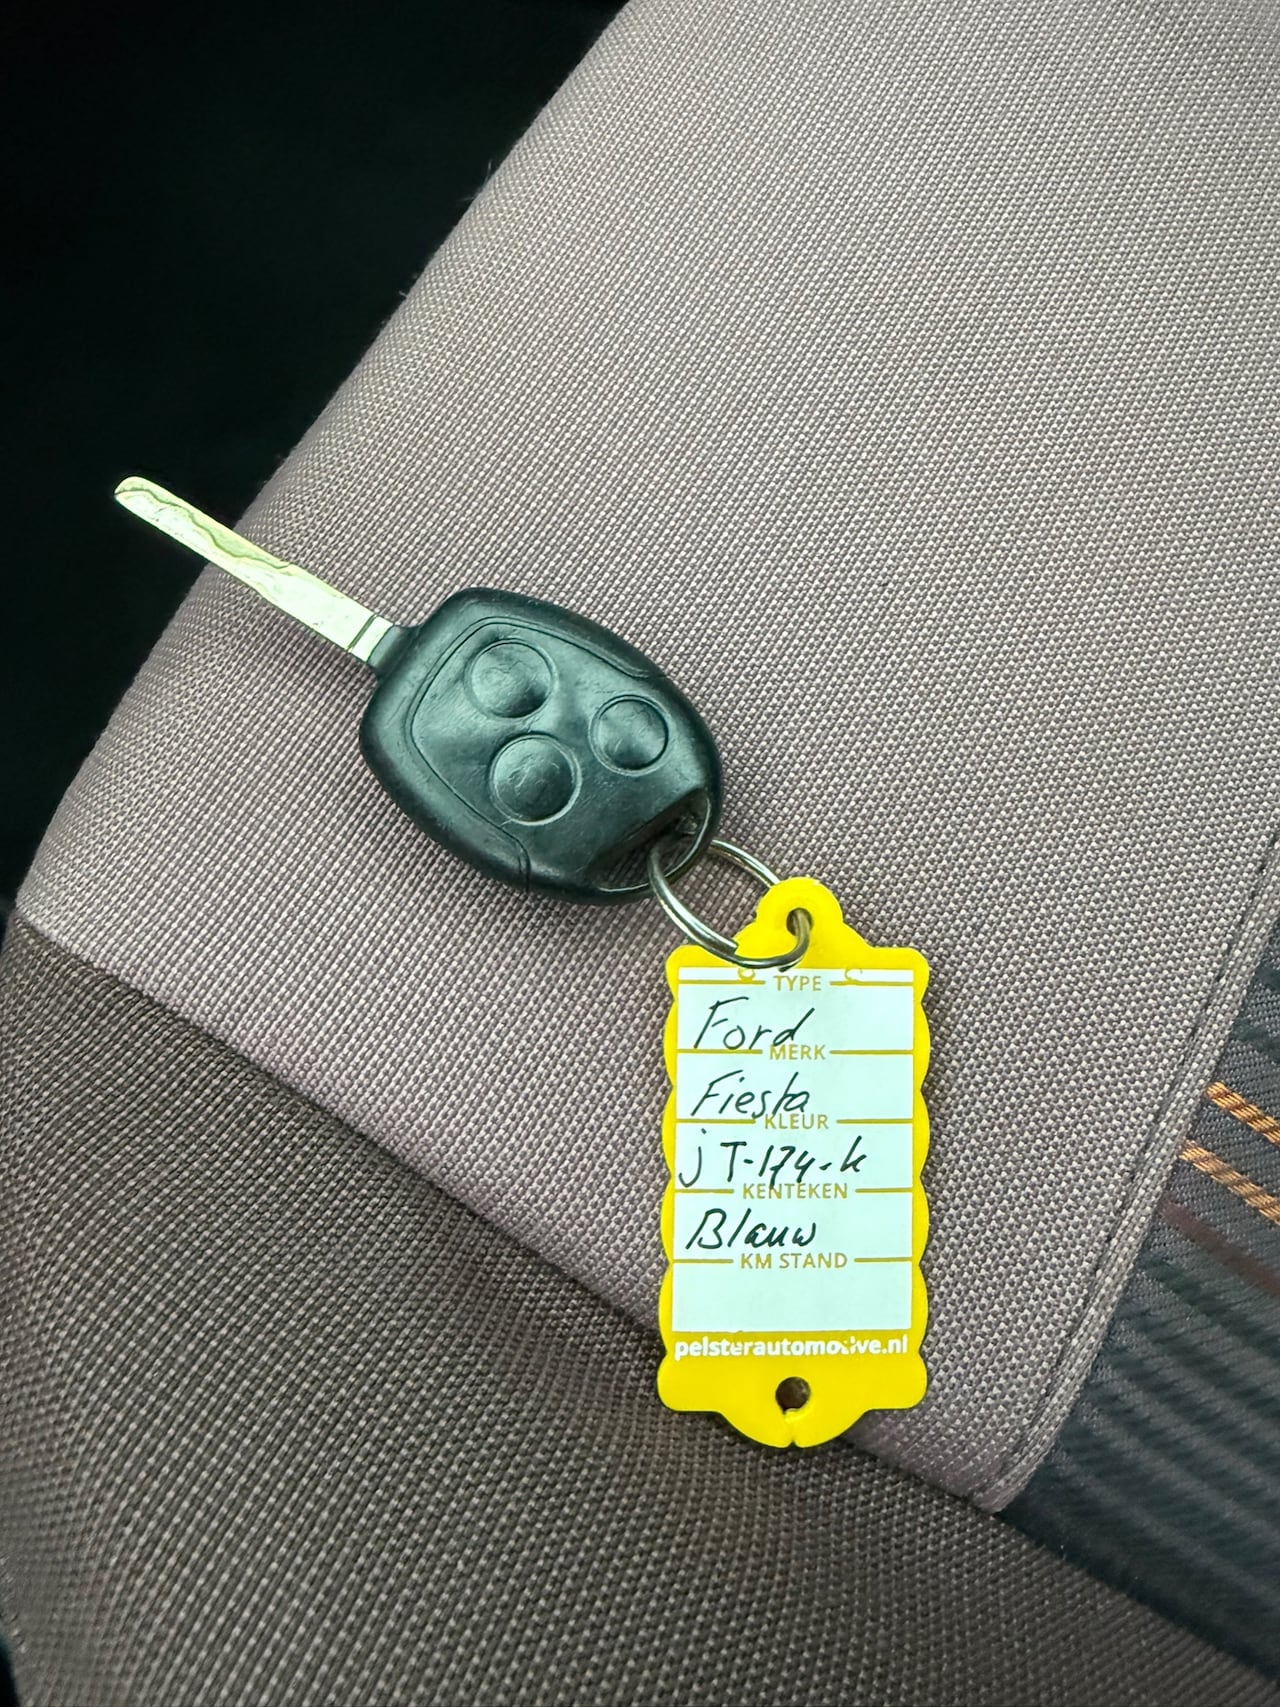 TYPE
Ford
MERK
Fiesta
KLEUR
jT-174-k
KENTEKEN
Blauw
KM STAND
pelsterautomotive.nl